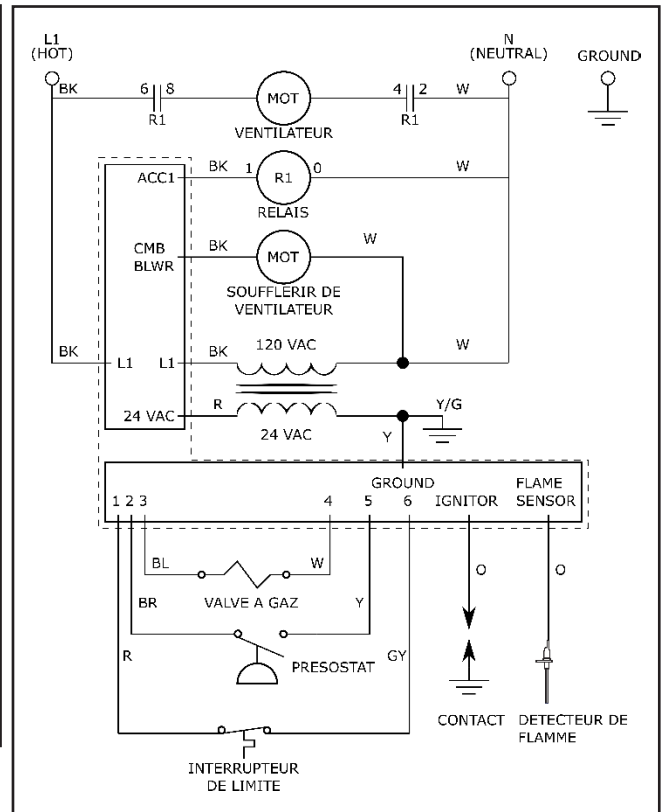 L1
(HOT)
N
(NEUTRAL)
GROUND
BK
6
8
R1
MOT
VENTILATEUR
4
2
R1
W
ACC1
BK
1
R1
0
W
RELAIS
CMB
BLWR
BK
MOT
W
SOUFFLERIR DE
VENTILATEUR
BK
L1
L1
BK
120 VAC
W
24 VAC
R
24 VAC
Y
Y/G
GROUND
1 2 3
4
5
6
IGNITOR
FLAME
SENSOR
BL
W
VALVE A GAZ
O
O
BR
Y
R
PRESOSTAT
GY
CONTACT
DETECTEUR DE
FLAMME
INTERRUPTEUR
DE LIMITE